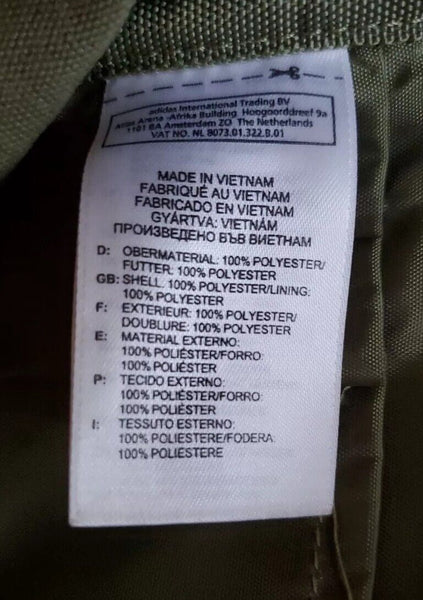 adidas International Trading BV
Atlas Arena -Afrika Building Hoogoorddreef 9a
1101 BA Amsterdam ZO The Netherlands
VAT NO. NL 8073.01.322.B.01
MADE IN VIETNAM
FABRIQUÉ AU VIETNAM
FABRICADO EN VIETNAM
GYÁRTVA: VIETNÁM
ПРОИЗВЕДЕНО ВЪВ ВИЕТНАМ
D: OBERMATERIAL: 100% POLYESTER/
FUTTER: 100% POLYESTER
GB: SHELL: 100% POLYESTER/LINING:
100% POLYESTER
F: EXTERIEUR: 100% POLYESTER/
DOUBLURE: 100% POLYESTER
E: MATERIAL EXTERNO:
100% POLIÉSTER/FORRO:
100% POLIÉSTER
P: TECIDO EXTERNO:
100% POLIÉSTER/FORRO:
100% POLIÉSTER
I: TESSUTO ESTERNO:
100% POLIESTERE/FODERA:
100% POLIESTERE